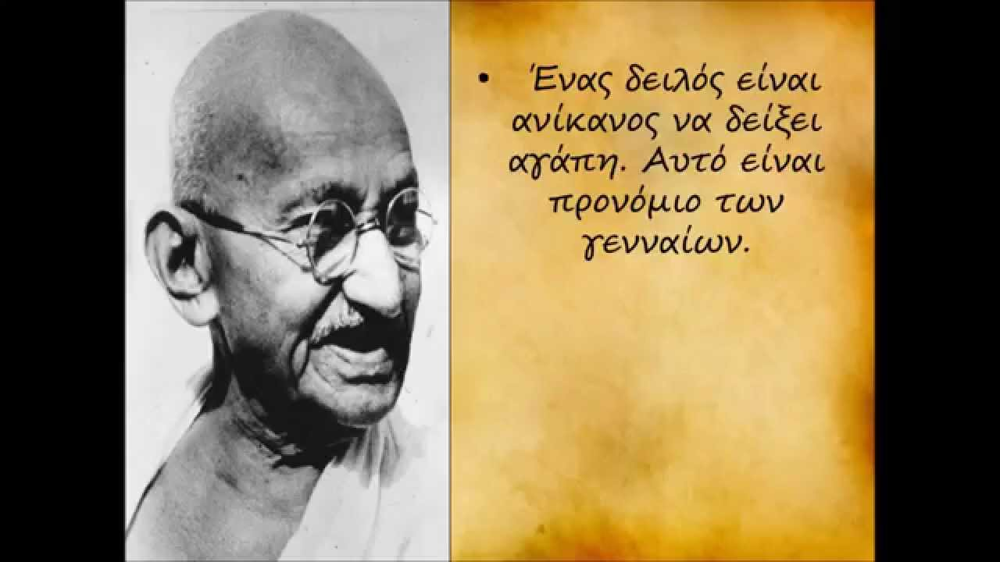 • Ένας δειλός είναι
ανίκανος να δείξει
αγάπη. Αυτό είναι
προνόμιο των
γενναίων.